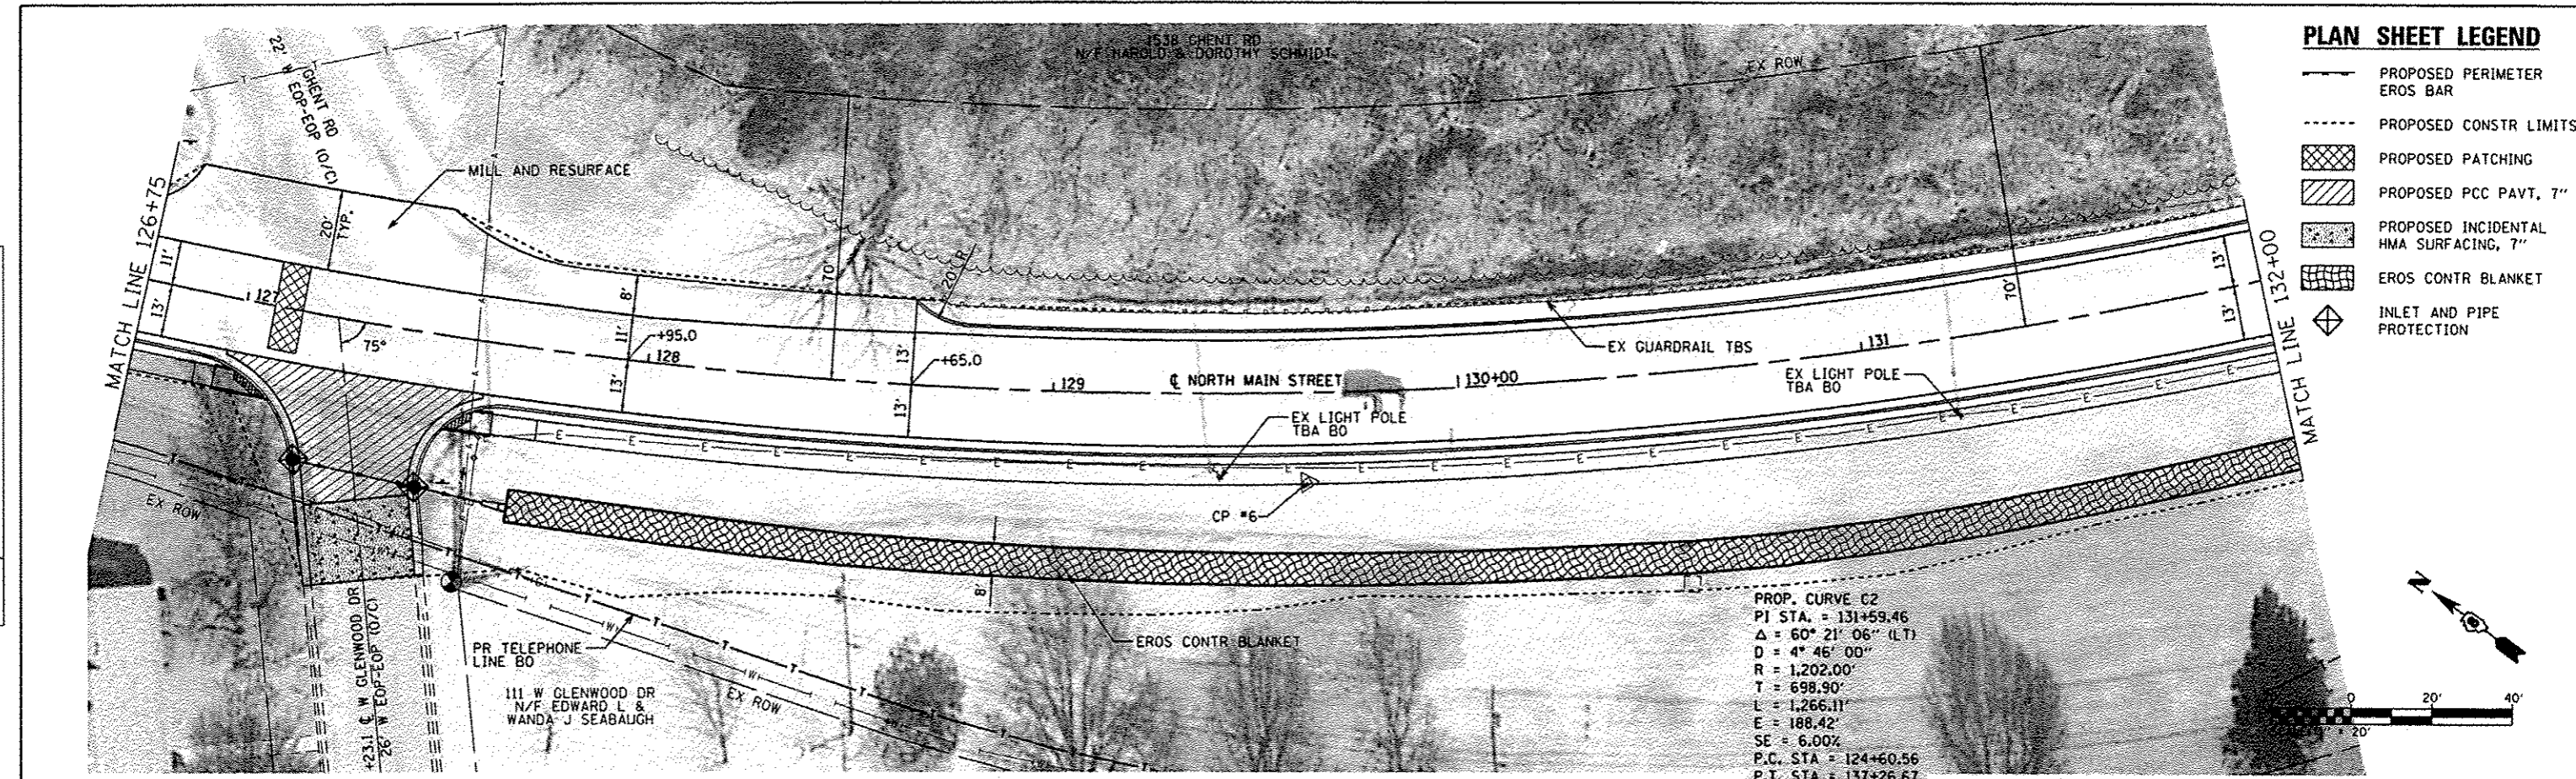 PLAN SHEET LEGEND
PROPOSED PERIMETER
EROS BAR
PROPOSED CONSTR LIMITS
PROPOSED PATCHING
PROPOSED PCC PAVT, 7"
PROPOSED INCIDENTAL
HMA SURFACING, 7"
EROS CONTR BLANKET
INLET AND PIPE
PROTECTION
1538 GHENT RD
N/F HAROLD & DOROTHY SCHMIDT
EX ROW
GHENT RD
22' W EOP-EOP (O/C)
MILL AND RESURFACE
MATCH LINE 126+75
20'
TYP.
11'
13'
127
75°
8'
11'
13'
+95.0
128
70'
20' R
13'
13'
+65.0
129
℄ NORTH MAIN STREET
130+00
131
EX GUARDRAIL TBS
70'
13'
13'
MATCH LINE 132+00
EX LIGHT POLE
TBA BO
EX LIGHT POLE
TBA BO
CP #6
8'
EROS CONTR BLANKET
EX ROW
PR TELEPHONE
LINE BO
111 W GLENWOOD DR
N/F EDWARD L &
WANDA J SEABAUGH
EX ROW
+23.1 ℄ W GLENWOOD DR
26' W EOP-EOP (O/C)
PROP. CURVE C2
PI STA. = 131+59.46
Δ = 60° 21' 06" (LT)
D = 4° 46' 00"
R = 1,202.00'
T = 698.90'
L = 1,266.11'
E = 188.42'
SE = 6.00%
P.C. STA = 124+60.56
P.T. STA = 137+26.67
N
0 20' 40'
= 20'